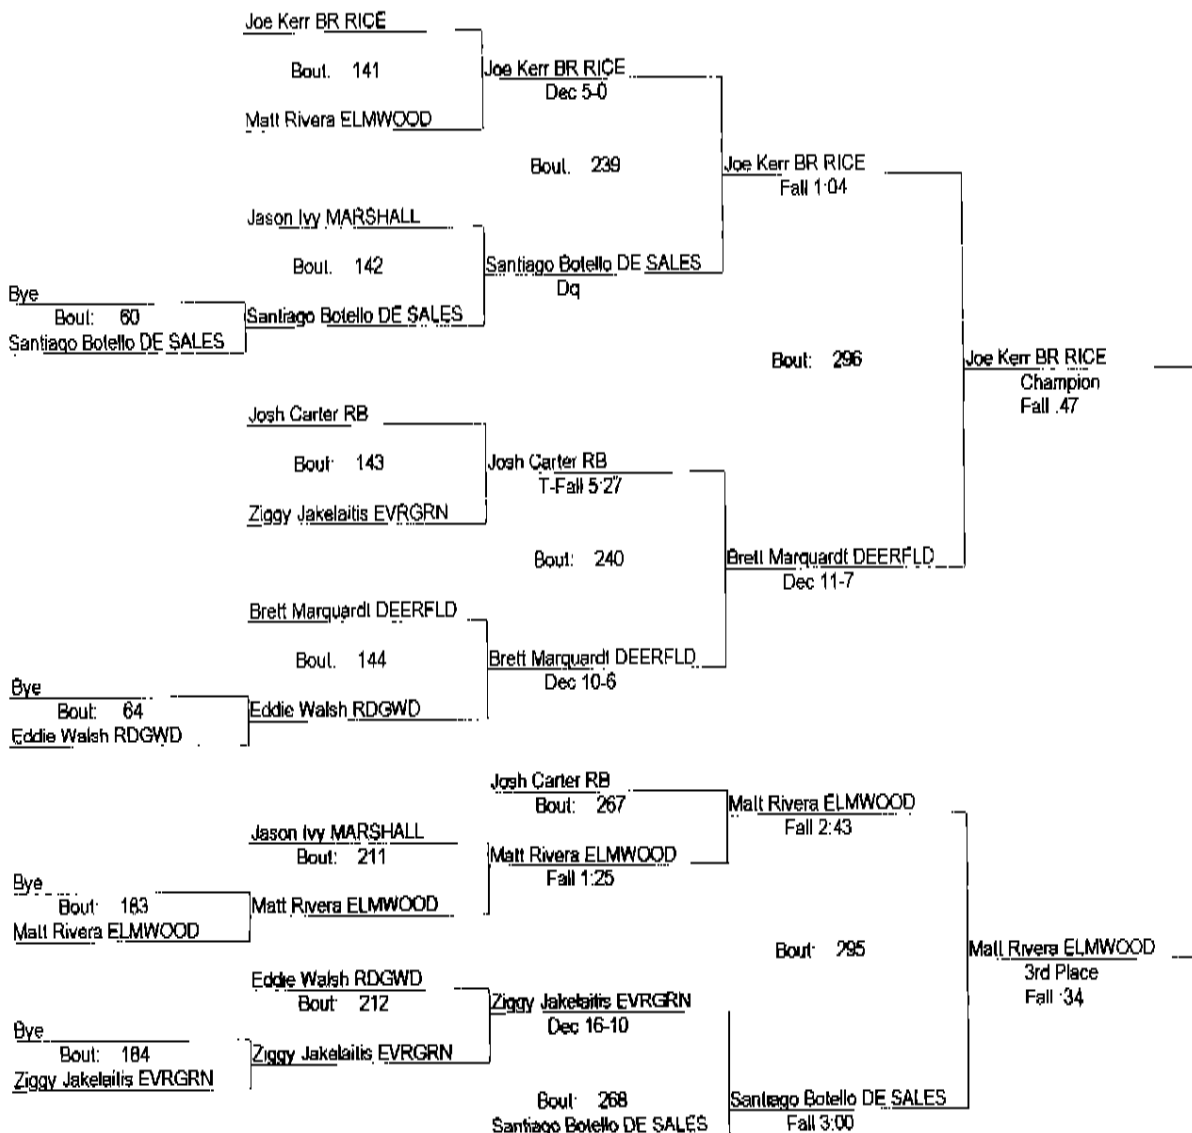 Joe Kerr BR RICE
Bout. 141
Joe Kerr BR RICE
Dec 5-0
Matt Rivera ELMWOOD
Bout. 239
Joe Kerr BR RICE
Fall 1:04
Jason Ivy MARSHALL
Bout. 142
Santiago Botello DE SALES
Dq
Bye
Bout: 60
Santiago Botello DE SALES
Santiago Botello DE SALES
Bout: 296
Joe Kerr BR RICE
Champion
Fall :47
Josh Carter RB
Bout: 143
Josh Carter RB
T-Fall 5:27
Ziggy Jakelaitis EVRGRN
Bout: 240
Brett Marquardt DEERFLD
Dec 11-7
Brett Marquardt DEERFLD
Bout. 144
Brett Marquardt DEERFLD
Dec 10-6
Bye
Bout: 64
Eddie Walsh RDGWD
Eddie Walsh RDGWD
Josh Carter RB
Bout: 267
Matt Rivera ELMWOOD
Fall 2:43
Jason Ivy MARSHALL
Bout: 211
Matt Rivera ELMWOOD
Fall 1:25
Bye
Bout: 183
Matt Rivera ELMWOOD
Matt Rivera ELMWOOD
Bout: 295
Matt Rivera ELMWOOD
3rd Place
Fall :34
Eddie Walsh RDGWD
Bout: 212
Ziggy Jakelaitis EVRGRN
Dec 16-10
Bye
Bout: 184
Ziggy Jakelaitis EVRGRN
Ziggy Jakelaitis EVRGRN
Bout: 268
Santiago Botello DE SALES
Santiago Botello DE SALES
Fall 3:00